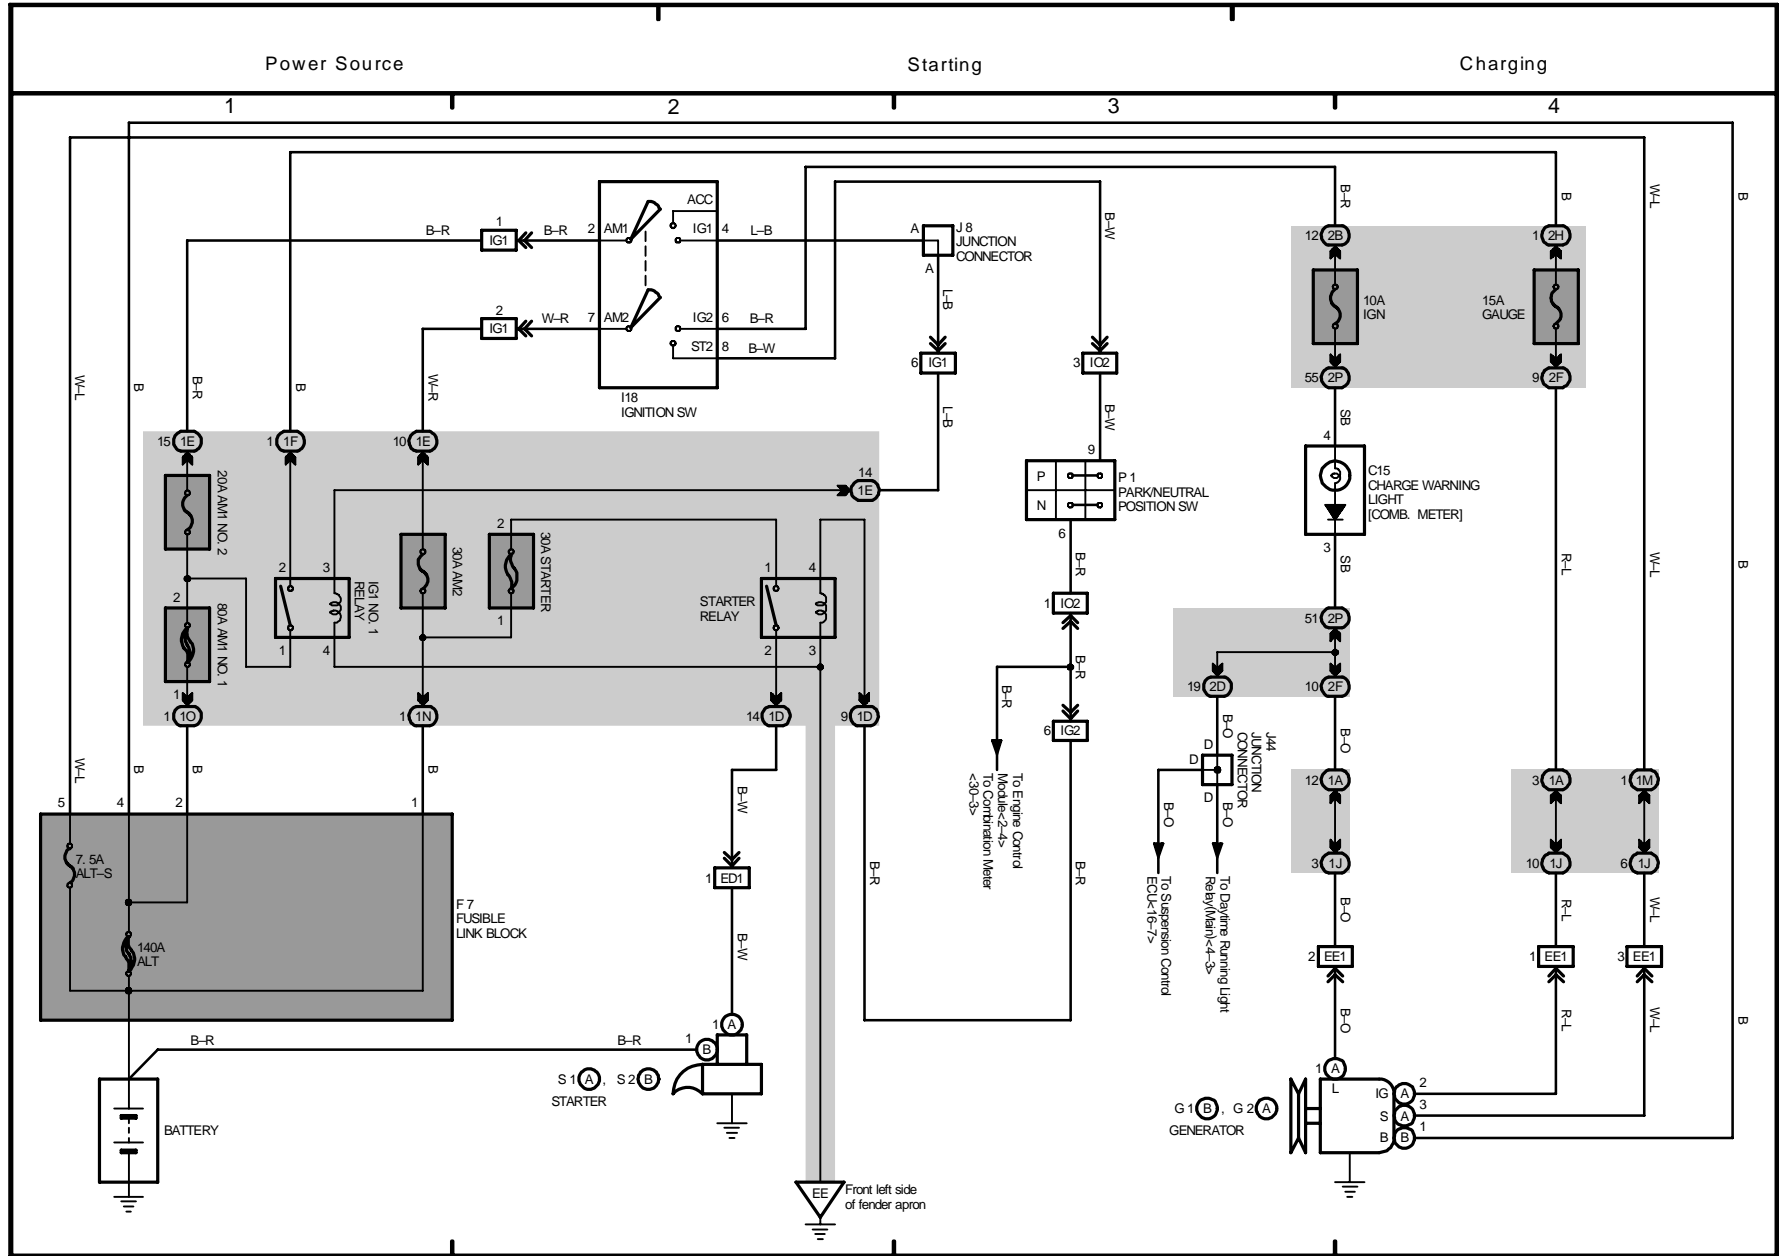 Power Source
Starting
Charging
1
2
3
4
ACC
B–R
1
IG1
B–R
2
AM1
IG1
4
L–B
A
J 8
JUNCTION
CONNECTOR
A
L–B
B–W
B–R
B
W–L
B
12
2B
1
2H
10A
IGN
15A
GAUGE
2
IG1
W–R
7
AM2
IG2
6
B–R
ST2
8
B–W
6
IG1
3
IO2
55
2P
9
2F
I18
IGNITION SW
W–L
B
B–R
B
W–R
L–B
B–W
SB
15
1E
1
1F
10
1E
9
4
20A AM1 NO. 2
14
1E
P
N
P 1
PARK/NEUTRAL
POSITION SW
C15
CHARGE WARNING
LIGHT
[COMB. METER]
2
30A STARTER
6
3
B–R
SB
R–L
W–L
B
2
80A AM1 NO. 1
1
2
3
IG1 NO. 1
RELAY
1
4
30A AM2
1
STARTER
RELAY
1
4
2
3
1
IO2
51
2P
B–R
B–R
19
2D
10
2F
1
1O
1
1N
14
1D
9
1D
6
IG2
B–O
B–O
J44
JUNCTION
CONNECTOR
D
D
D
W–L
B
B
B
B–W
To Engine Control
Module<2–4>
To Combination Meter
<30–3>
12
1A
3
1A
1
1M
B–O
B–O
5
4
2
1
7. 5A
ALT–S
140A
ALT
F 7
FUSIBLE
LINK BLOCK
1
ED1
B–R
B–R
3
1J
10
1J
6
1J
To Suspension Control
ECU<16–7>
To Daytime Running Light
Relay(Main)<4–3>
B–W
B–O
R–L
W–L
2
EE1
1
EE1
3
EE1
B–O
R–L
W–L
B
B–R
B–R
1
A
1
B
S 1 A , S 2 B
STARTER
BATTERY
1
A
L
IG
A
2
S
A
3
B
B
1
G 1 B , G 2 A
GENERATOR
EE
Front left side
of fender apron